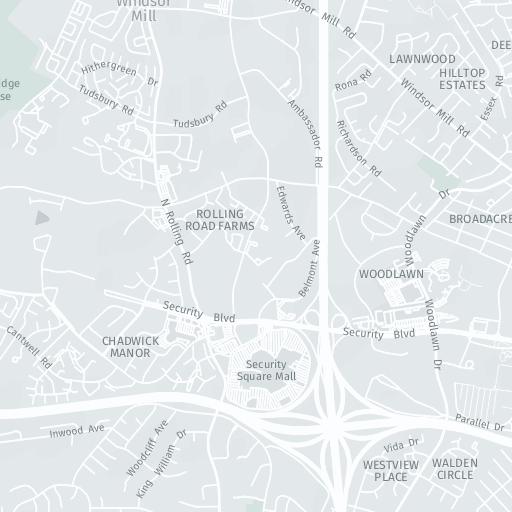 Windsor
Mill
Windsor Mill Rd
LAWNWOOD
DEE
HILLTOP
ESTATES
Hithergreen Dr
Rona Rd
Essex Rd
dge
se
Tudsbury Rd
Tudsbury Rd
Ambassador Rd
Windsor Mill Rd
Richardson Rd
N Rolling Rd
ROLLING
ROAD FARMS
Edwards Ave
Woodlawn Dr
BROADACRE
Belmont Ave
WOODLAWN
Security Blvd
Security Blvd
Woodlawn Dr
Cantwell Rd
CHADWICK
MANOR
Security
Square Mall
Inwood Ave
Woodcliff Ave
King William Dr
Parallel Dr
Vida Dr
WESTVIEW
PLACE
WALDEN
CIRCLE